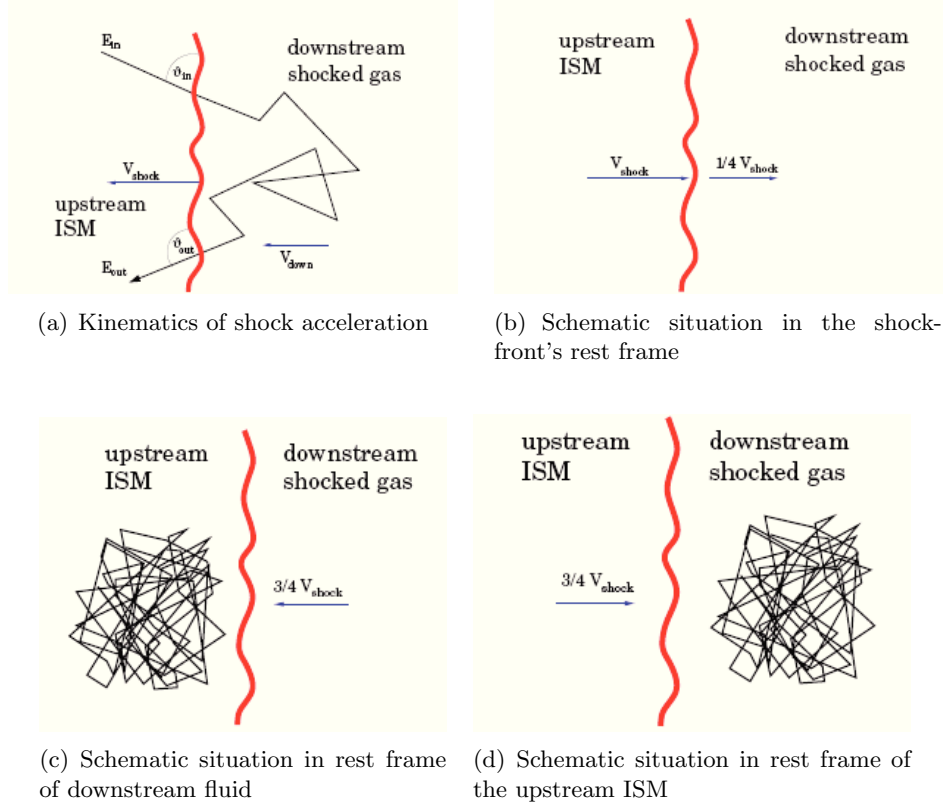 E_in
ϑ_in
downstream
shocked gas
V_shock
upstream
ISM
ϑ_out
E_out
V_down
(a) Kinematics of shock acceleration
upstream
ISM
downstream
shocked gas
V_shock
1/4 V_shock
(b) Schematic situation in the shock-
front's rest frame
upstream
ISM
downstream
shocked gas
3/4 V_shock
(c) Schematic situation in rest frame
of downstream fluid
upstream
ISM
downstream
shocked gas
3/4 V_shock
(d) Schematic situation in rest frame of
the upstream ISM